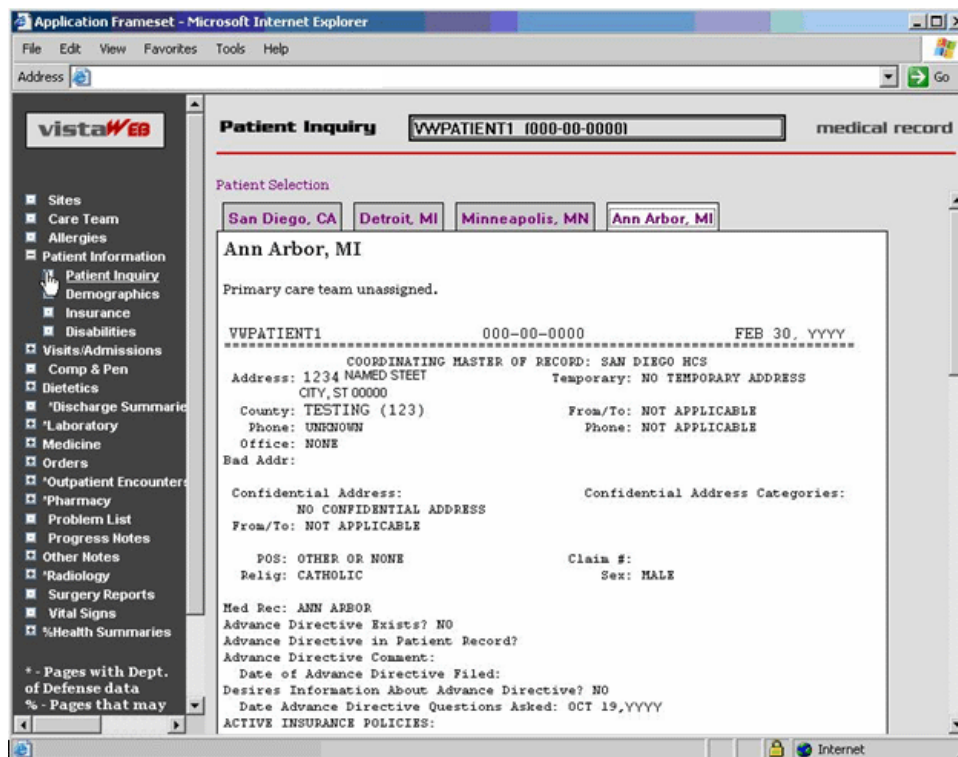 Application Frameset - Microsoft Internet Explorer
File Edit View Favorites Tools Help
Address Go
vistaWEB
Sites
Care Team
Allergies
Patient Information
Patient Inquiry
Demographics
Insurance
Disabilities
Visits/Admissions
Comp & Pen
Dietetics
*Discharge Summarie
*Laboratory
Medicine
Orders
*Outpatient Encounters
*Pharmacy
Problem List
Progress Notes
Other Notes
*Radiology
Surgery Reports
Vital Signs
%Health Summaries
* - Pages with Dept.
of Defense data
% - Pages that may
Patient Inquiry VWPATIENT1 (000-00-0000) medical record
Patient Selection
San Diego, CA Detroit, MI Minneapolis, MN Ann Arbor, MI
Ann Arbor, MI
Primary care team unassigned.
VWPATIENT1 000-00-0000 FEB 30, YYYY
COORDINATING MASTER OF RECORD: SAN DIEGO HCS
Address: 1234 NAMED STEET Temporary: NO TEMPORARY ADDRESS
CITY, ST 00000
County: TESTING (123) From/To: NOT APPLICABLE
Phone: UNKNOWN Phone: NOT APPLICABLE
Office: NONE
Bad Addr:
Confidential Address: Confidential Address Categories:
NO CONFIDENTIAL ADDRESS
From/To: NOT APPLICABLE
POS: OTHER OR NONE Claim #:
Relig: CATHOLIC Sex: MALE
Med Rec: ANN ARBOR
Advance Directive Exists? NO
Advance Directive in Patient Record?
Advance Directive Comment:
Date of Advance Directive Filed:
Desires Information About Advance Directive? NO
Date Advance Directive Questions Asked: OCT 19,YYYY
ACTIVE INSURANCE POLICIES:
Internet